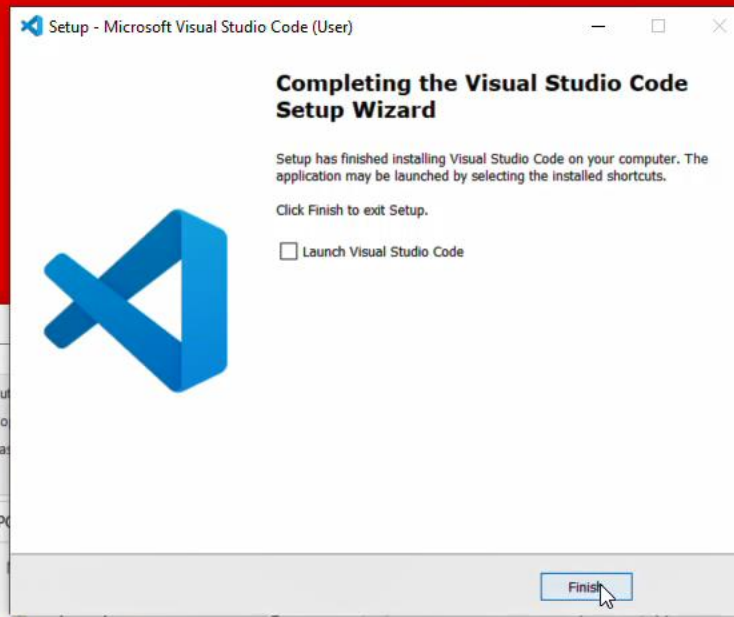 Setup - Microsoft Visual Studio Code (User)
Completing the Visual Studio Code
Setup Wizard
Setup has finished installing Visual Studio Code on your computer. The
application may be launched by selecting the installed shortcuts.
Click Finish to exit Setup.
Launch Visual Studio Code
Finish